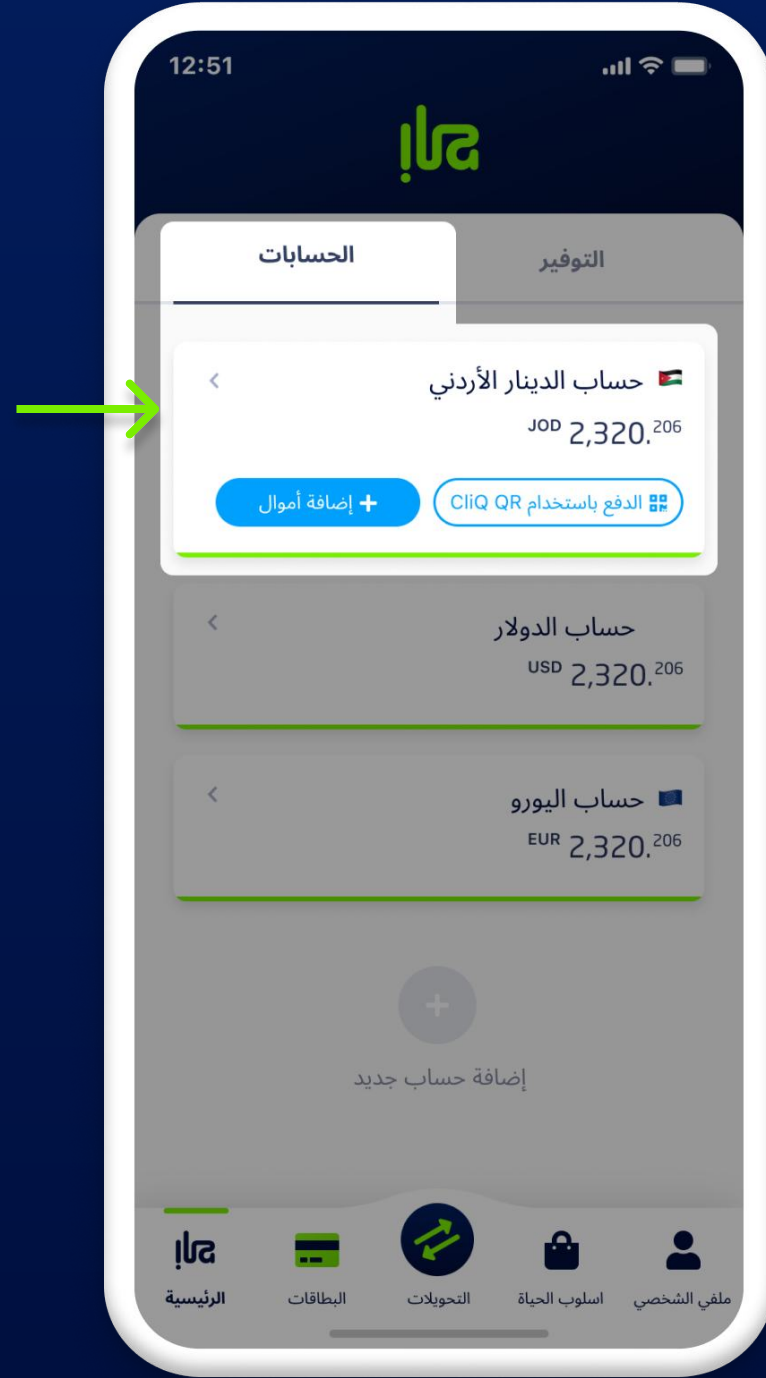 12:51
ila إلى
الحسابات
التوفير
حساب الدينار الأردني
JOD 2,320.206
الدفع باستخدام CliQ QR
+ إضافة أموال
حساب الدولار
USD 2,320.206
حساب اليورو
EUR 2,320.206
+
إضافة حساب جديد
ملفي الشخصي
اسلوب الحياة
التحويلات
البطاقات
الرئيسية